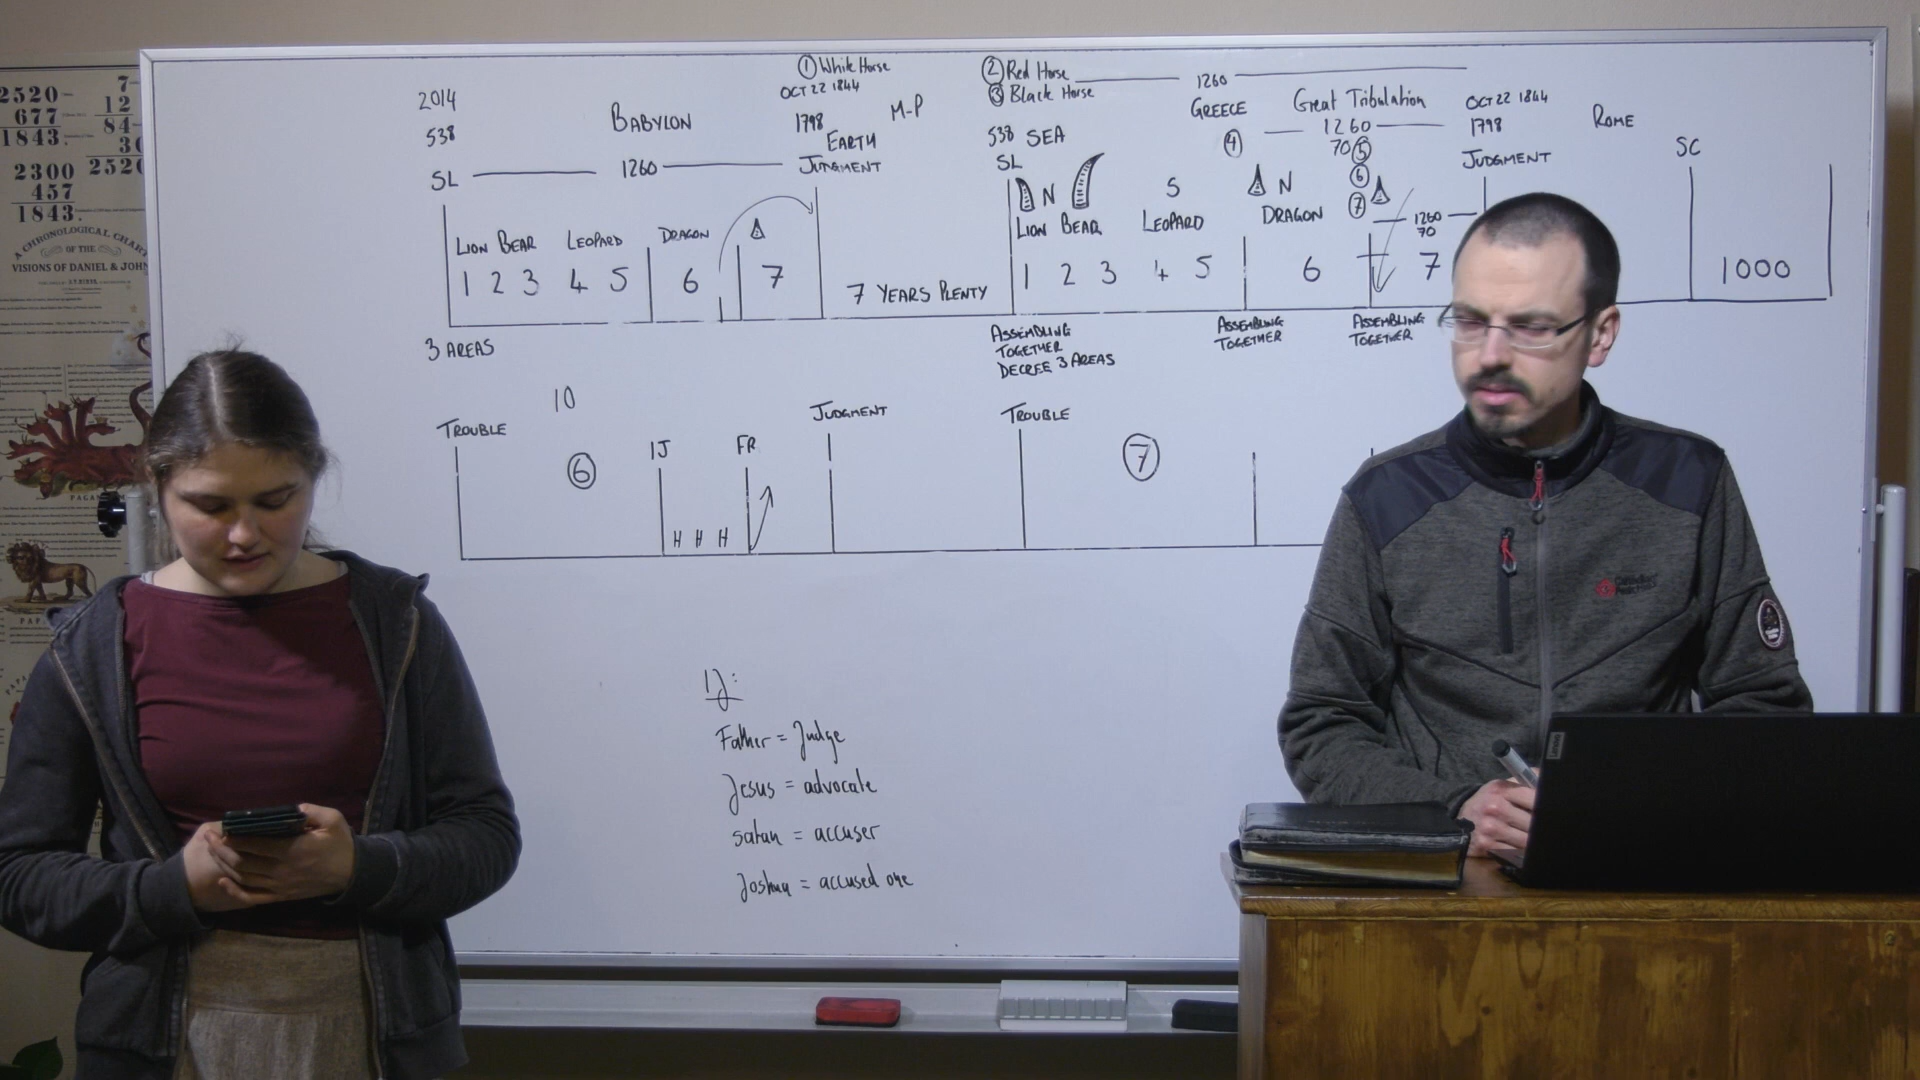 2520
677
1843.
2300
457
1843.
7
12
84
2520
A CHRONOLOGICAL CHART
OF THE
VISIONS OF DANIEL & JOHN
PAGAN
2014
538
BABYLON
① White Horse
OCT 22 1844
1798
EARTH
M-P
SL
1260
JUDGMENT
LION BEAR LEOPARD DRAGON
1 2 3 4 5 6 7
7 YEARS PLENTY
3 AREAS
② Red Horse
③ Black Horse
1260
GREECE
Great Tribulation
OCT 22 1844
538 SEA
④
1260
1798
ROME
70 ⑤
SL
JUDGMENT
SC
⑥
N
S
N
⑦
LION BEAR LEOPARD DRAGON
1260
70
1 2 3 4 5 6 7
1000
ASSEMBLING
TOGETHER
DECREE 3 AREAS
ASSEMBLING
TOGETHER
ASSEMBLING
TOGETHER
10
TROUBLE
⑥
IJ
FR
JUDGMENT
TROUBLE
⑦
H H H
IJ:
Father = Judge
Jesus = advocate
satan = accuser
Joshua = accused one
Lenovo